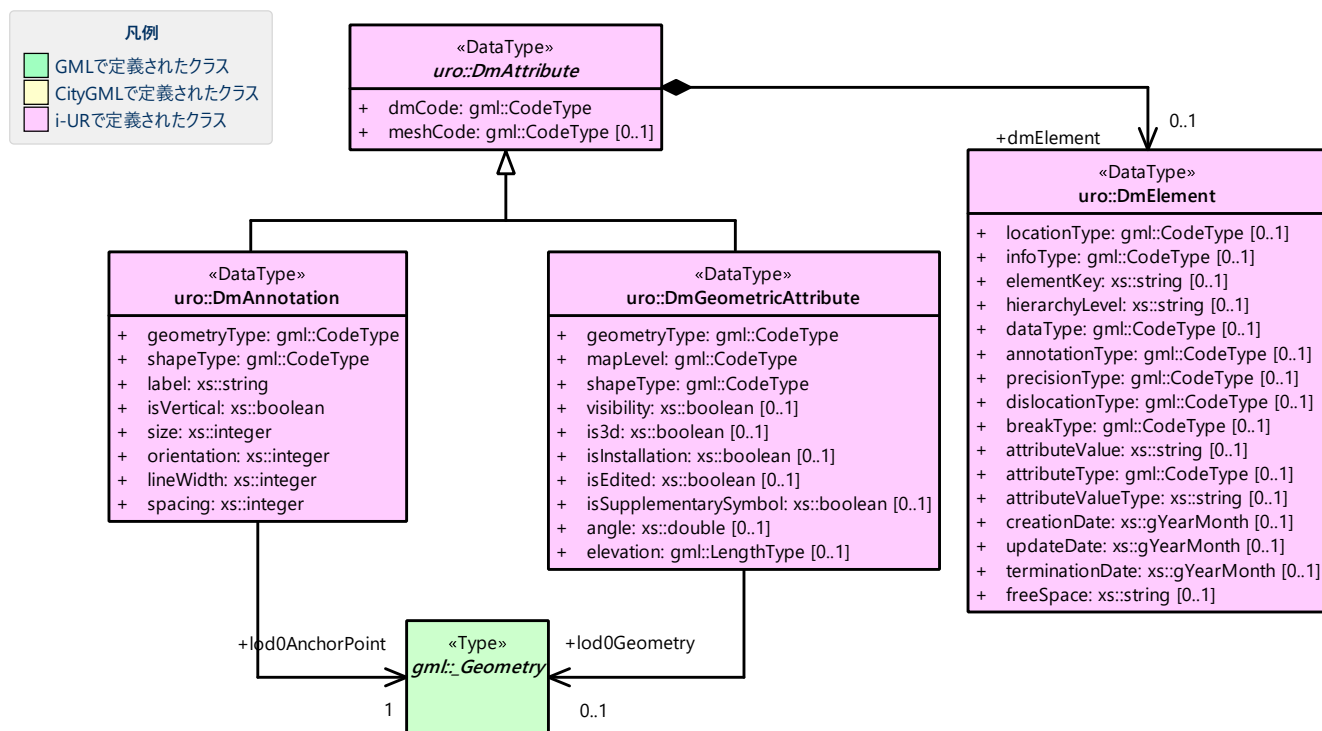 凡例
GMLで定義されたクラス
CityGMLで定義されたクラス
i-URで定義されたクラス
«DataType»
uro::DmAttribute
+ dmCode: gml::CodeType
+ meshCode: gml::CodeType [0..1]
0..1
+dmElement
«DataType»
uro::DmElement
+ locationType: gml::CodeType [0..1]
+ infoType: gml::CodeType [0..1]
+ elementKey: xs::string [0..1]
+ hierarchyLevel: xs::string [0..1]
+ dataType: gml::CodeType [0..1]
+ annotationType: gml::CodeType [0..1]
+ precisionType: gml::CodeType [0..1]
+ dislocationType: gml::CodeType [0..1]
+ breakType: gml::CodeType [0..1]
+ attributeValue: xs::string [0..1]
+ attributeType: gml::CodeType [0..1]
+ attributeValueType: xs::string [0..1]
+ creationDate: xs::gYearMonth [0..1]
+ updateDate: xs::gYearMonth [0..1]
+ terminationDate: xs::gYearMonth [0..1]
+ freeSpace: xs::string [0..1]
«DataType»
uro::DmAnnotation
+ geometryType: gml::CodeType
+ shapeType: gml::CodeType
+ label: xs::string
+ isVertical: xs::boolean
+ size: xs::integer
+ orientation: xs::integer
+ lineWidth: xs::integer
+ spacing: xs::integer
«DataType»
uro::DmGeometricAttribute
+ geometryType: gml::CodeType
+ mapLevel: gml::CodeType
+ shapeType: gml::CodeType
+ visibility: xs::boolean [0..1]
+ is3d: xs::boolean [0..1]
+ isInstallation: xs::boolean [0..1]
+ isEdited: xs::boolean [0..1]
+ isSupplementarySymbol: xs::boolean [0..1]
+ angle: xs::double [0..1]
+ elevation: gml::LengthType [0..1]
+lod0AnchorPoint
1
«Type»
gml::_Geometry
+lod0Geometry
0..1